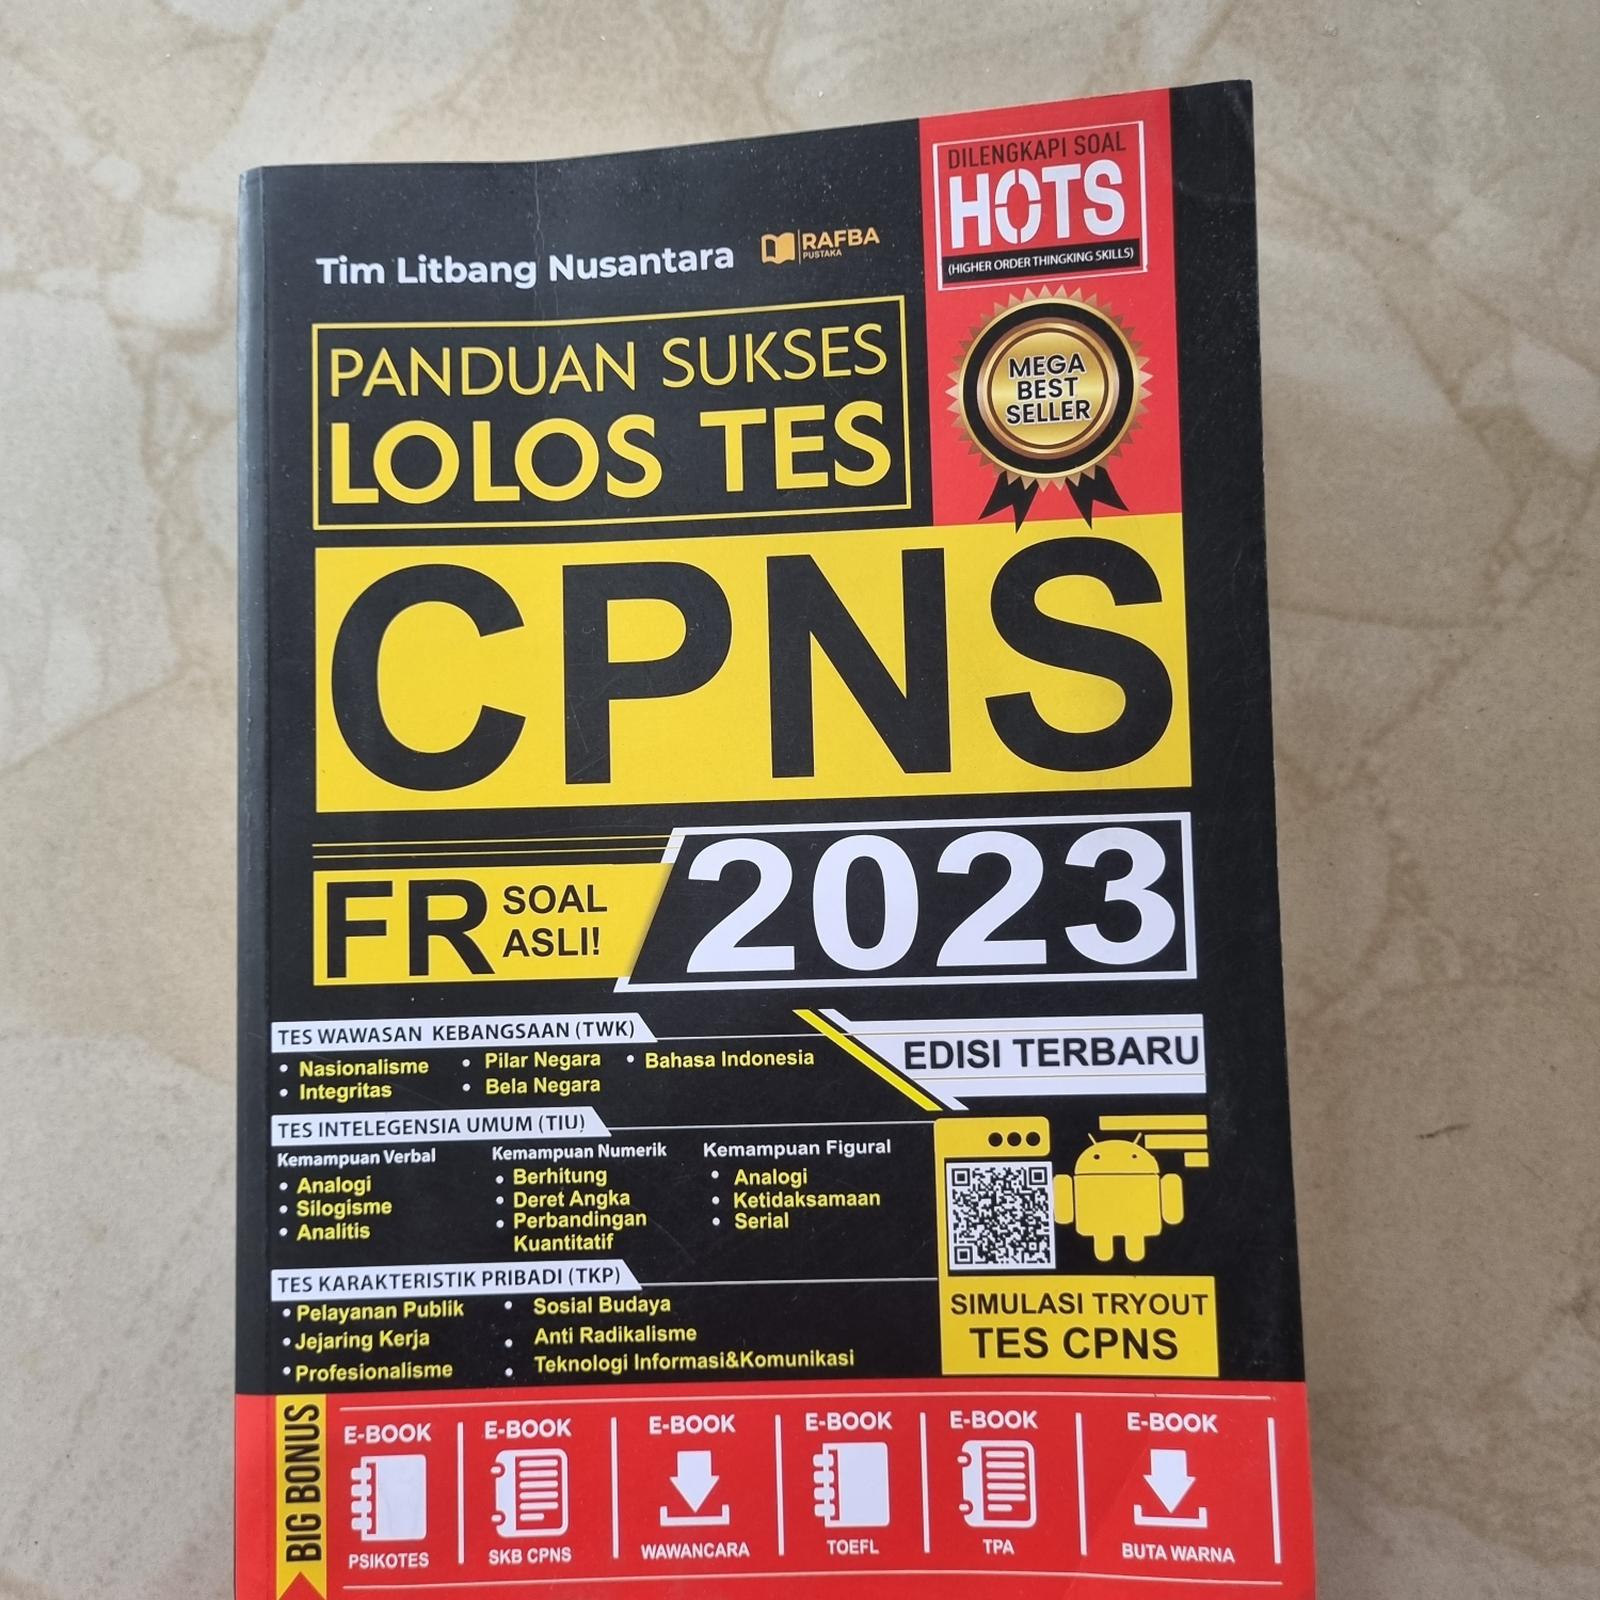 DILENGKAPI SOAL
HOTS
(HIGHER ORDER THINGKING SKILLS)
Tim Litbang Nusantara
RAFBA
PUSTAKA
PANDUAN SUKSES
LOLOS TES
MEGA
BEST
SELLER
CPNS
FR SOAL
ASLI!
2023
TES WAWASAN KEBANGSAAN (TWK)
• Nasionalisme • Pilar Negara • Bahasa Indonesia
• Integritas • Bela Negara
EDISI TERBARU
TES INTELEGENSIA UMUM (TIU)
Kemampuan Verbal
• Analogi
• Silogisme
• Analitis
Kemampuan Numerik
• Berhitung
• Deret Angka
• Perbandingan
Kuantitatif
Kemampuan Figural
• Analogi
• Ketidaksamaan
• Serial
TES KARAKTERISTIK PRIBADI (TKP)
• Pelayanan Publik • Sosial Budaya
• Jejaring Kerja • Anti Radikalisme
• Profesionalisme • Teknologi Informasi&Komunikasi
SIMULASI TRYOUT
TES CPNS
BIG BONUS
E-BOOK E-BOOK E-BOOK E-BOOK E-BOOK E-BOOK
PSIKOTES SKB CPNS WAWANCARA TOEFL TPA BUTA WARNA